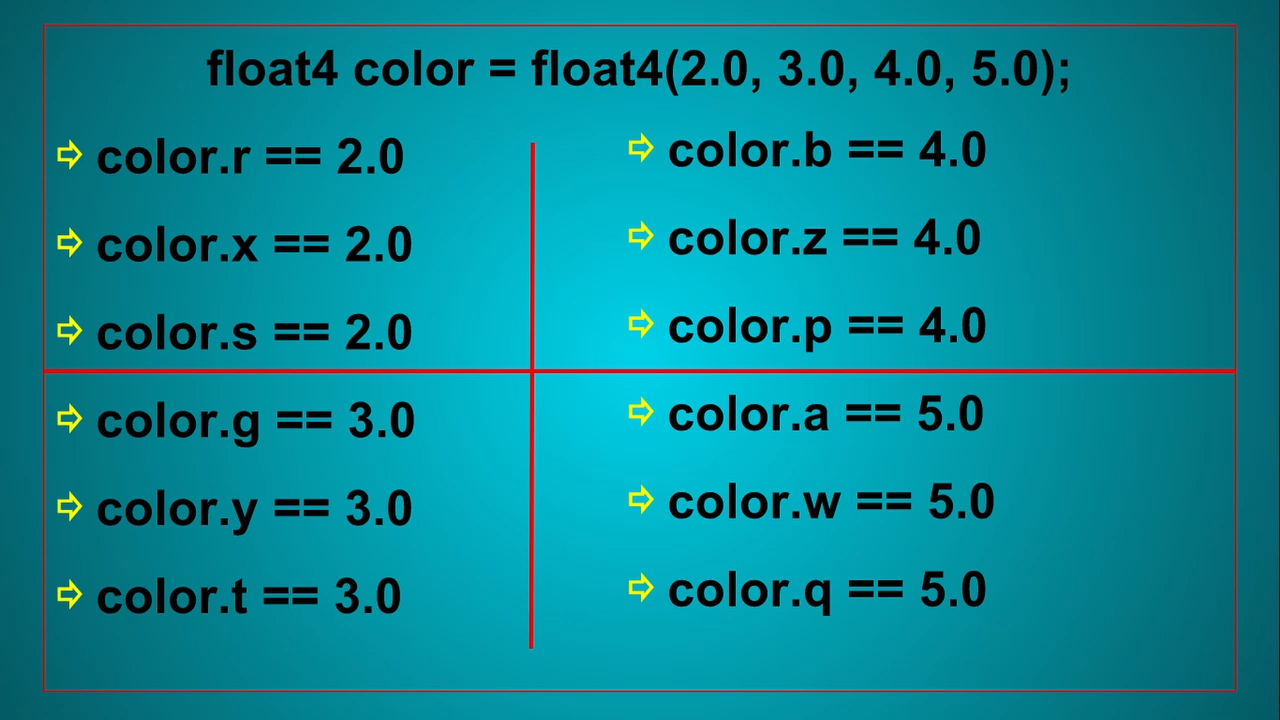 float4 color = float4(2.0, 3.0, 4.0, 5.0);
color.r == 2.0
color.x == 2.0
color.s == 2.0
color.g == 3.0
color.y == 3.0
color.t == 3.0
color.b == 4.0
color.z == 4.0
color.p == 4.0
color.a == 5.0
color.w == 5.0
color.q == 5.0